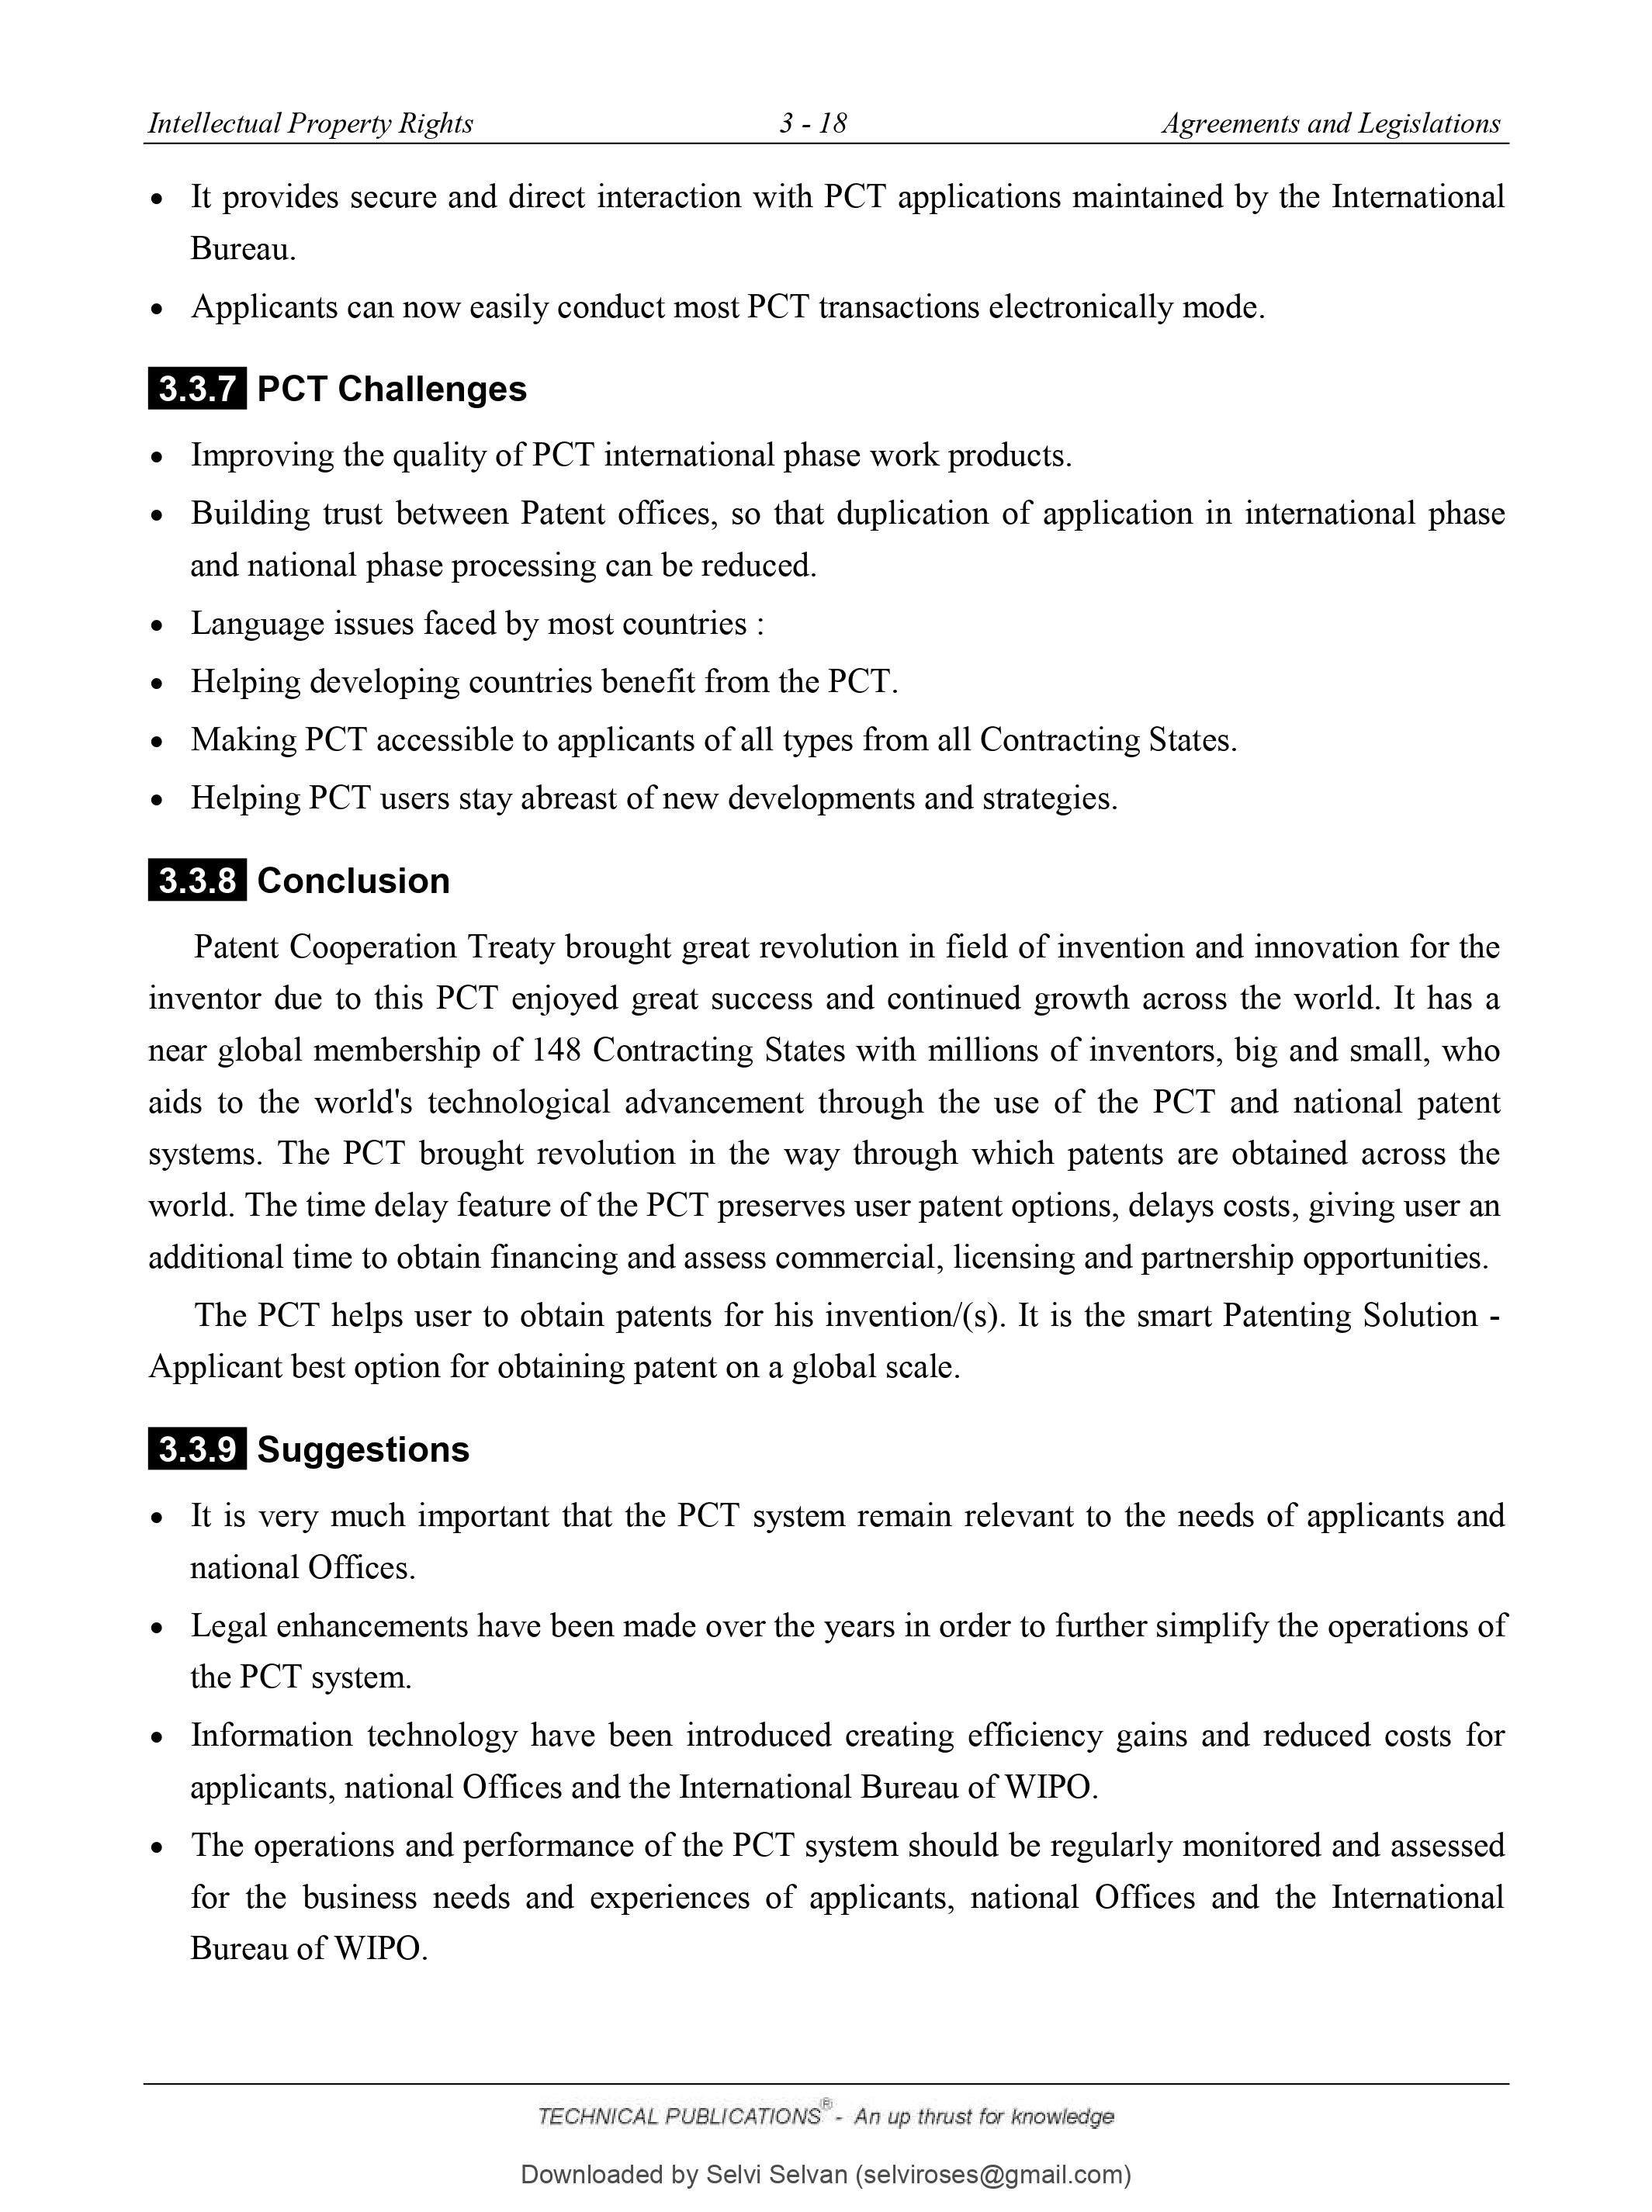 Intellectual Property Rights 3 - 18 Agreements and Legislations
• It provides secure and direct interaction with PCT applications maintained by the International
Bureau.
• Applicants can now easily conduct most PCT transactions electronically mode.
3.3.7 PCT Challenges
• Improving the quality of PCT international phase work products.
• Building trust between Patent offices, so that duplication of application in international phase
and national phase processing can be reduced.
• Language issues faced by most countries :
• Helping developing countries benefit from the PCT.
• Making PCT accessible to applicants of all types from all Contracting States.
• Helping PCT users stay abreast of new developments and strategies.
3.3.8 Conclusion
Patent Cooperation Treaty brought great revolution in field of invention and innovation for the
inventor due to this PCT enjoyed great success and continued growth across the world. It has a
near global membership of 148 Contracting States with millions of inventors, big and small, who
aids to the world's technological advancement through the use of the PCT and national patent
systems. The PCT brought revolution in the way through which patents are obtained across the
world. The time delay feature of the PCT preserves user patent options, delays costs, giving user an
additional time to obtain financing and assess commercial, licensing and partnership opportunities.
The PCT helps user to obtain patents for his invention/(s). It is the smart Patenting Solution -
Applicant best option for obtaining patent on a global scale.
3.3.9 Suggestions
• It is very much important that the PCT system remain relevant to the needs of applicants and
national Offices.
• Legal enhancements have been made over the years in order to further simplify the operations of
the PCT system.
• Information technology have been introduced creating efficiency gains and reduced costs for
applicants, national Offices and the International Bureau of WIPO.
• The operations and performance of the PCT system should be regularly monitored and assessed
for the business needs and experiences of applicants, national Offices and the International
Bureau of WIPO.
TECHNICAL PUBLICATIONS® - An up thrust for knowledge
Downloaded by Selvi Selvan (selviroses@gmail.com)